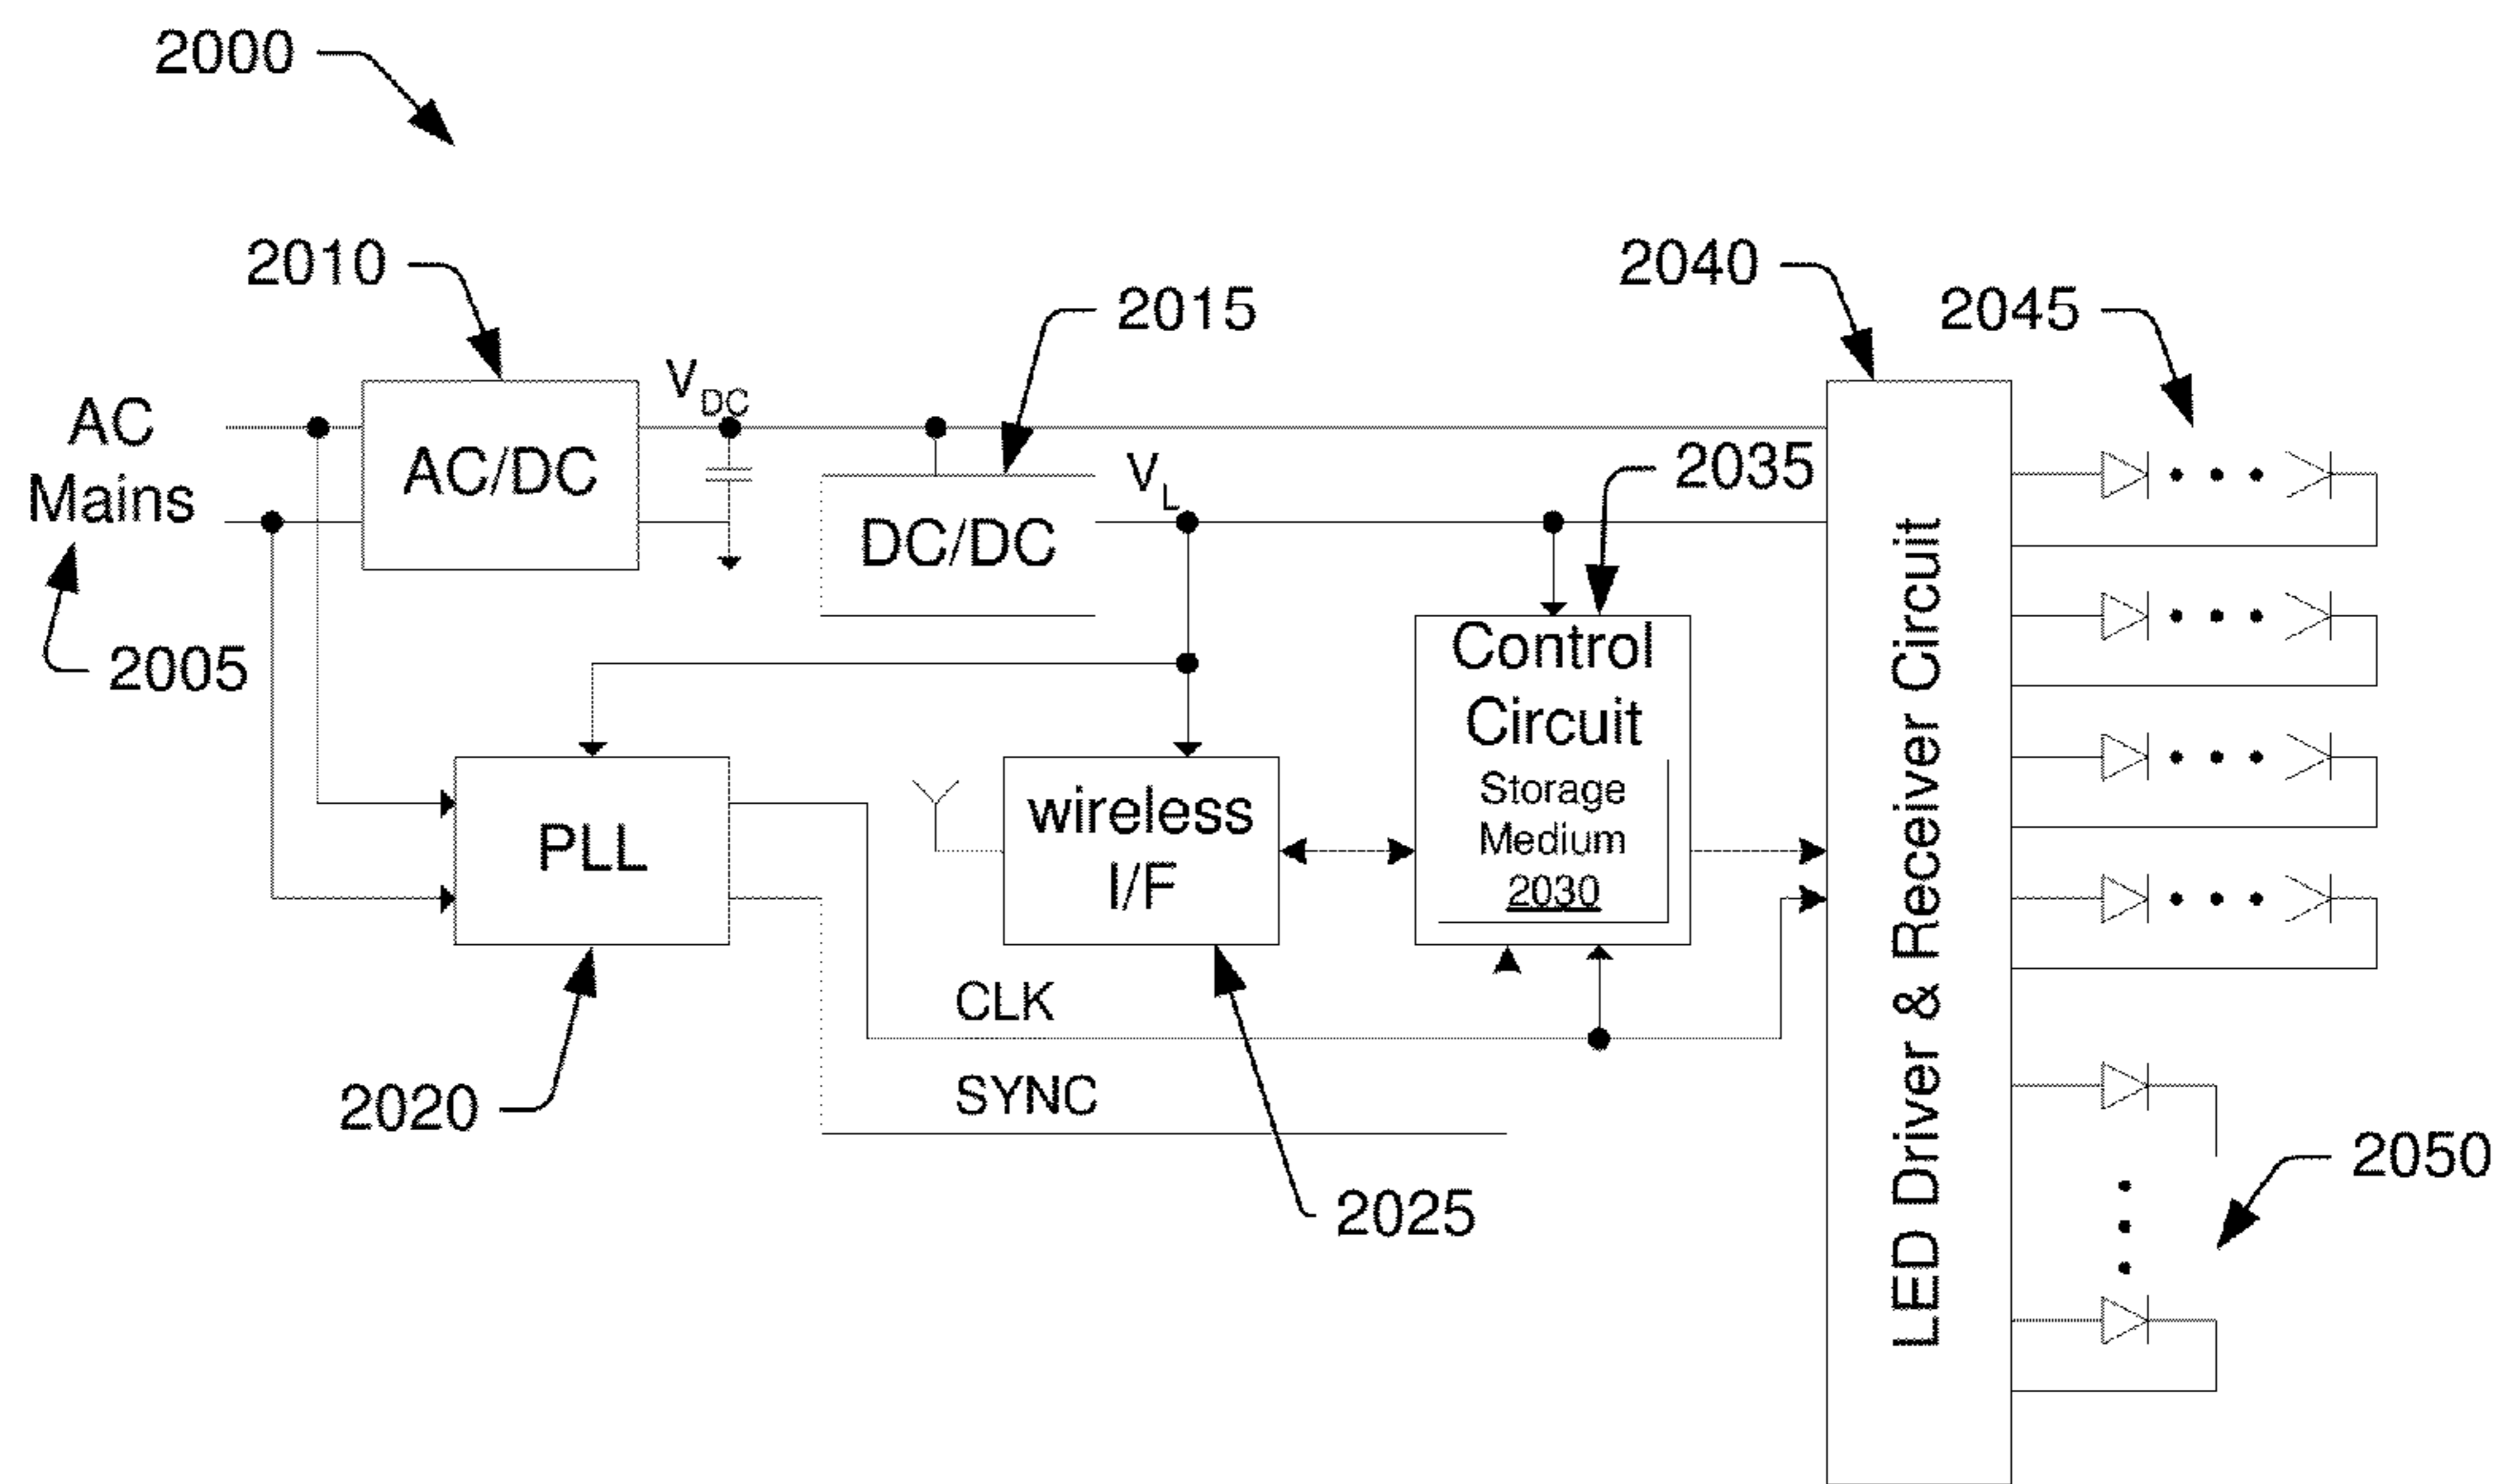 2000
2010
2015
2040
2045
AC
Mains
2005
AC/DC
VDC
DC/DC
VL
2035
Control
Circuit
Storage
Medium
2030
PLL
wireless
I/F
CLK
SYNC
2020
2025
LED Driver & Receiver Circuit
2050